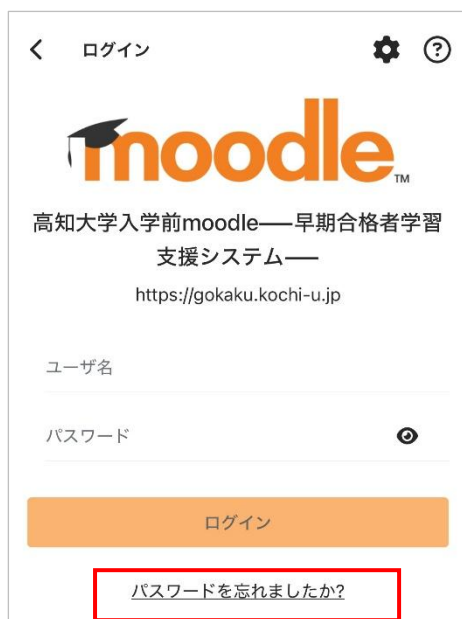 ログイン
moodle™
高知大学入学前moodle――早期合格者学習
支援システム――
https://gokaku.kochi-u.jp
ユーザ名
パスワード
ログイン
パスワードを忘れましたか?